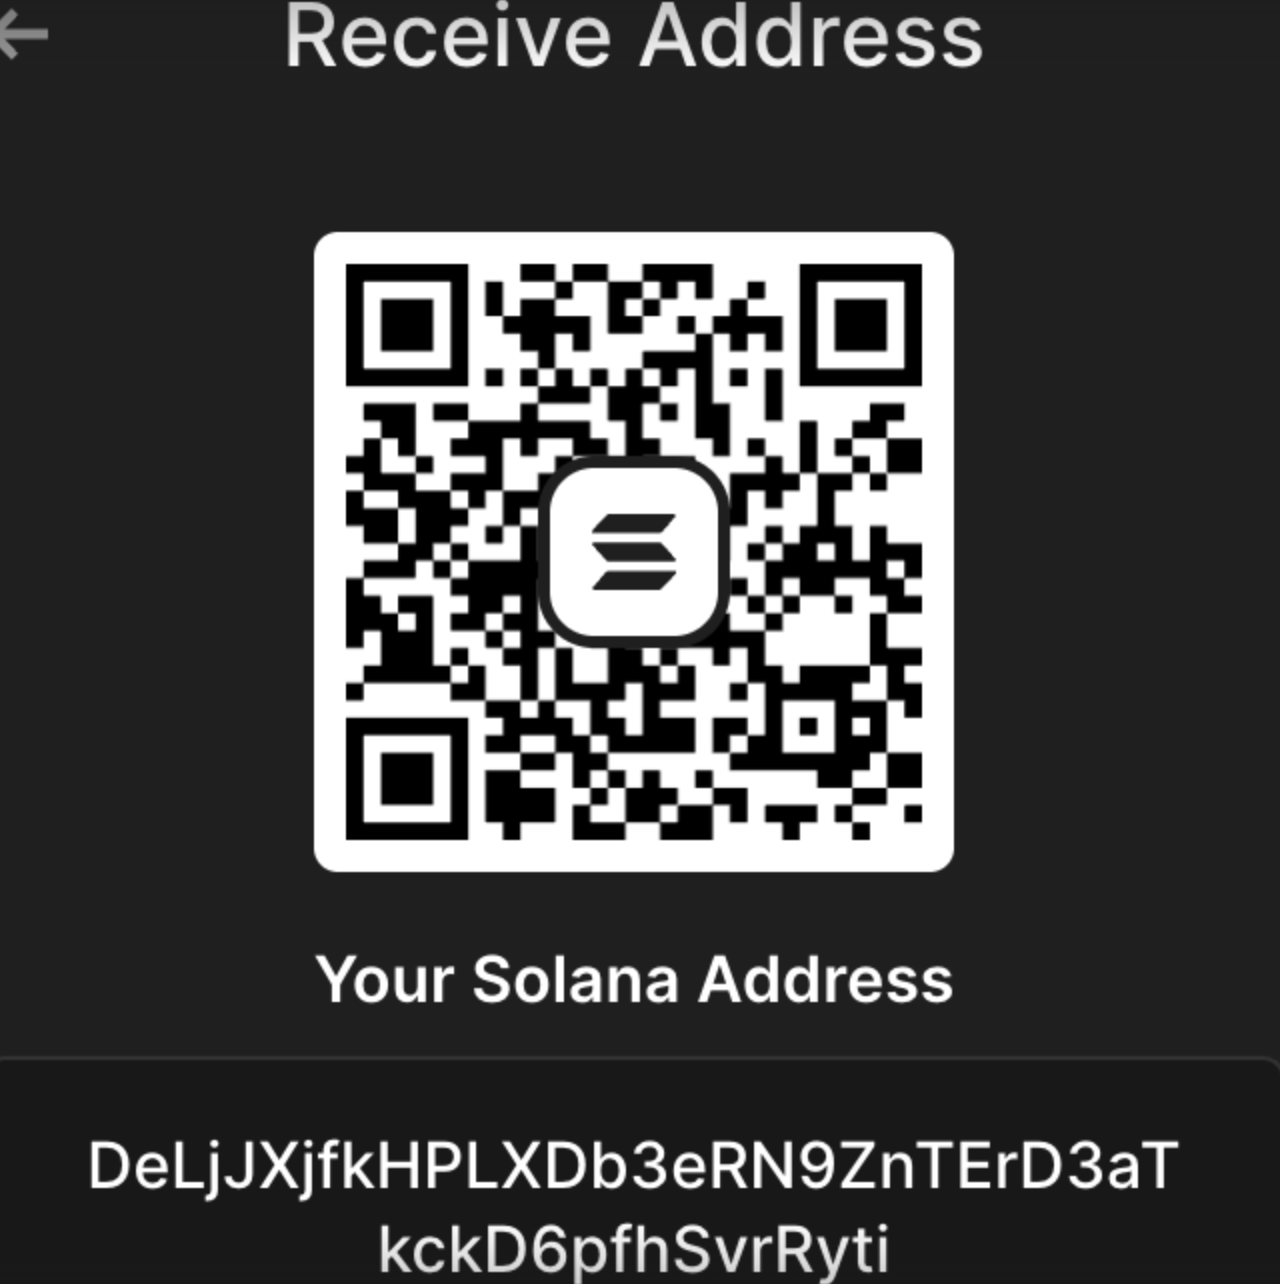 Receive Address
Your Solana Address
DeLjJXjfkHPLXDb3eRN9ZnTErD3aT
kckD6pfhSvrRyti